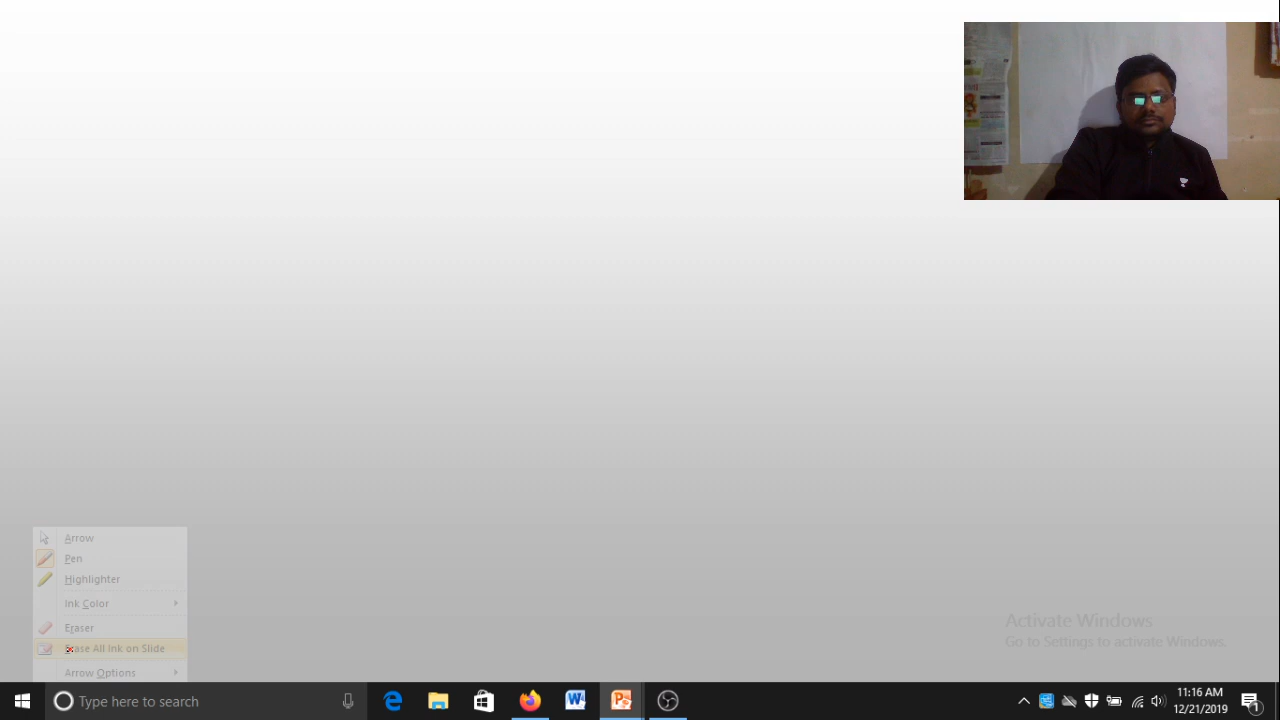 Arrow
Pen
Highlighter
Ink Color
Eraser
Erase All Ink on Slide
Arrow Options
Activate Windows
Go to Settings to activate Windows.
Type here to search
11:16 AM
12/21/2019
1